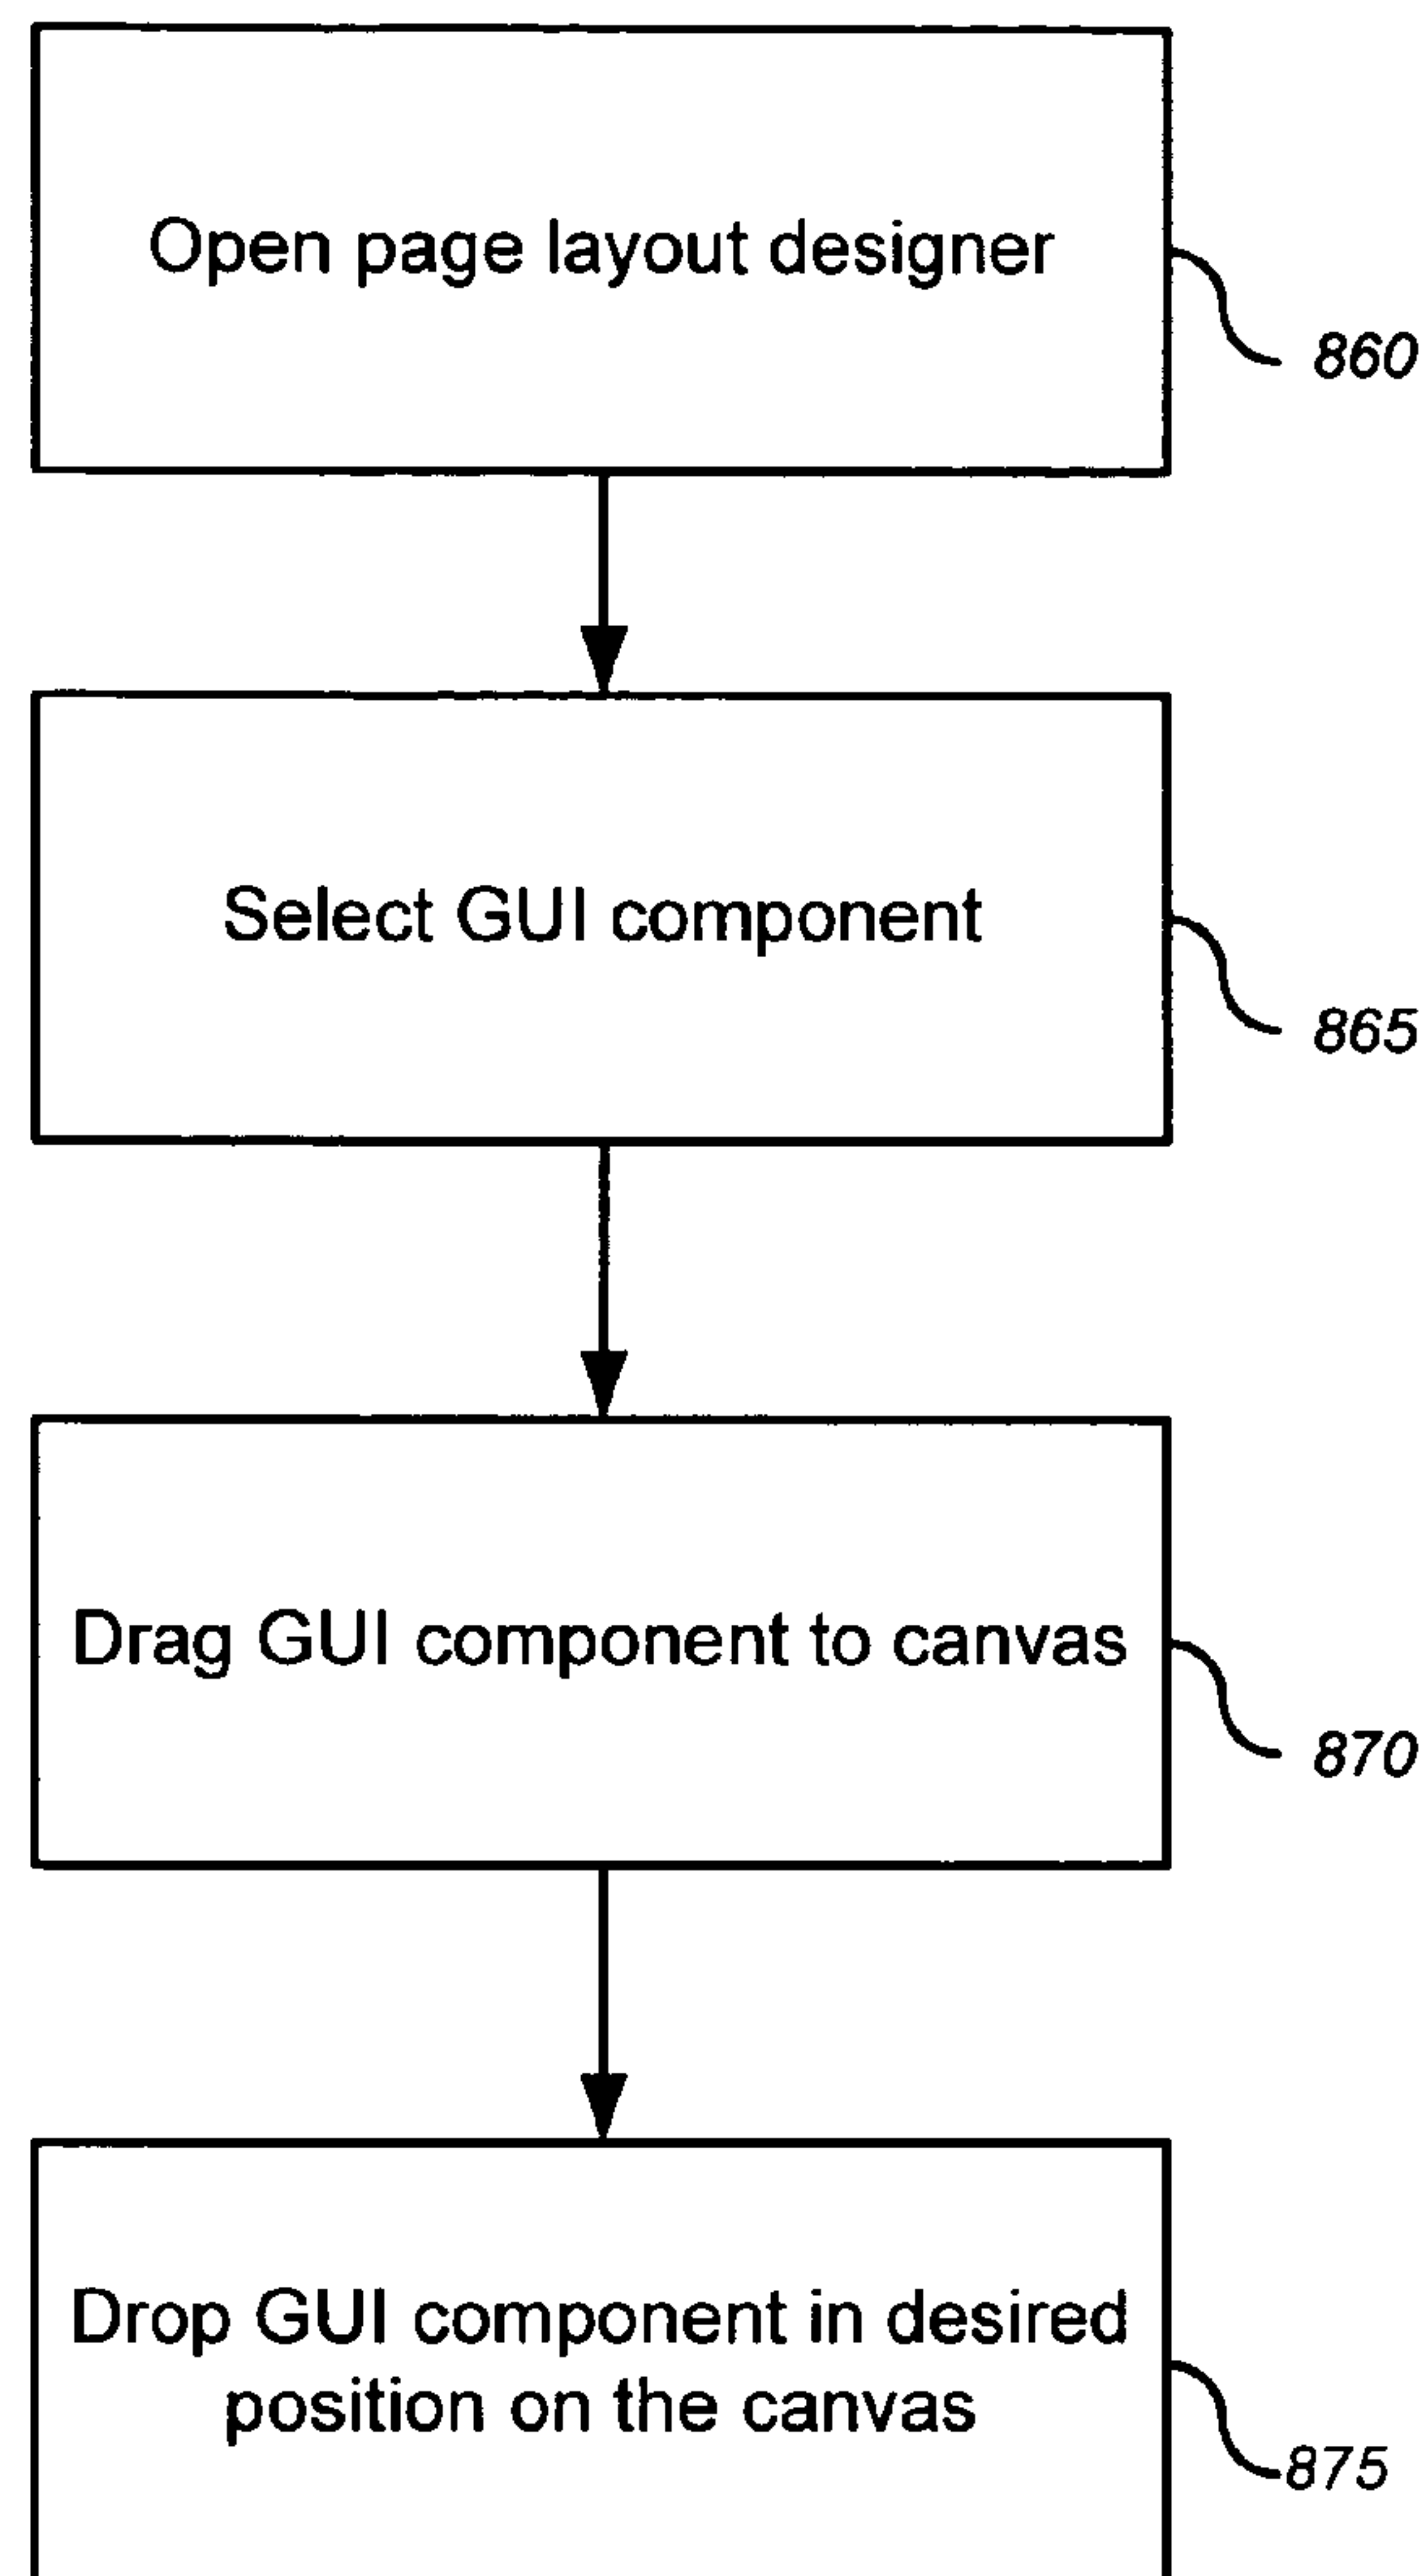 Open page layout designer
860
Select GUI component
865
Drag GUI component to canvas
870
Drop GUI component in desired
position on the canvas
875